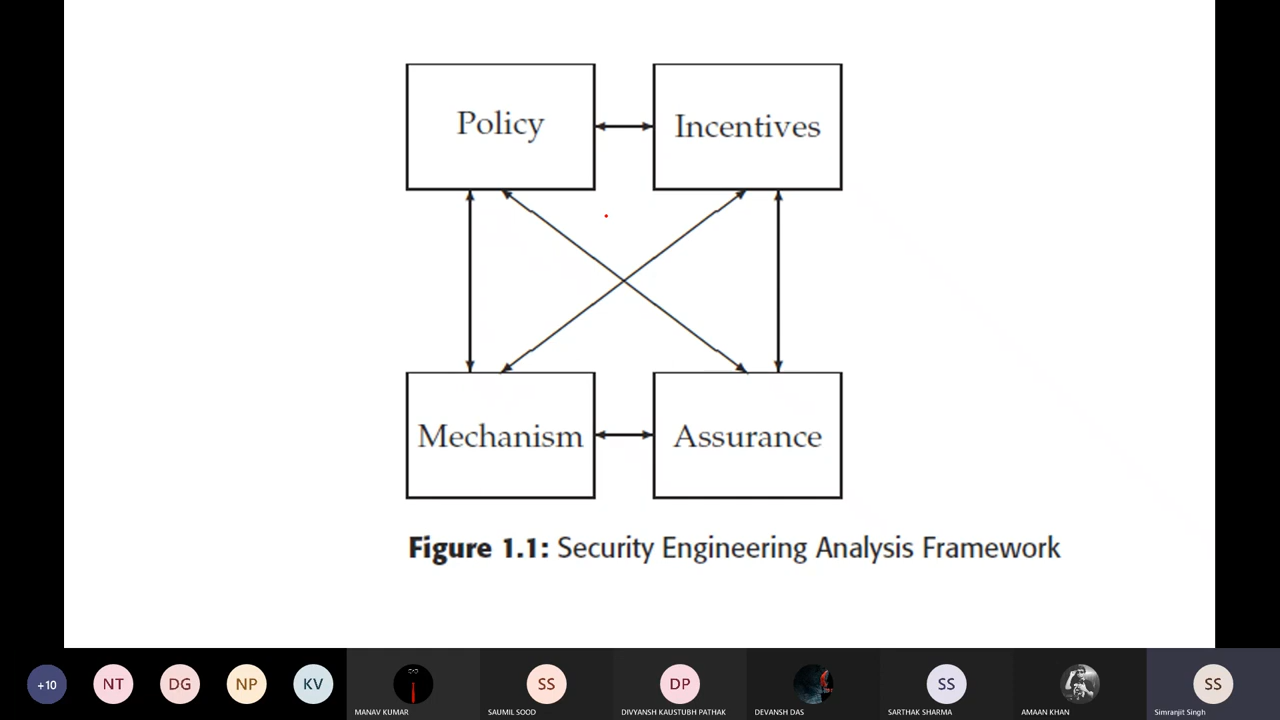 Policy
Incentives
Mechanism
Assurance
Figure 1.1: Security Engineering Analysis Framework
+10
NT
DG
NP
KV
SS
DP
SS
SS
MANAV KUMAR
SAUMIL SOOD
DIVYANSH KAUSTUBH PATHAK
DEVANSH DAS
SARTHAK SHARMA
AMAAN KHAN
Simranjit Singh